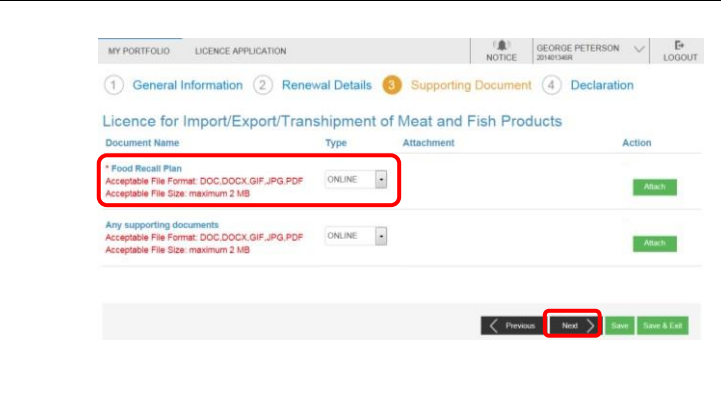 MY PORTFOLIO LICENCE APPLICATION NOTICE GEORGE PETERSON 201401346R LOGOUT
1 General Information 2 Renewal Details 3 Supporting Document 4 Declaration
Licence for Import/Export/Transhipment of Meat and Fish Products
Document Name Type Attachment Action
* Food Recall Plan
Acceptable File Format: DOC,DOCX,GIF,JPG,PDF
Acceptable File Size: maximum 2 MB
ONLINE
Attach
Any supporting documents
Acceptable File Format: DOC,DOCX,GIF,JPG,PDF
Acceptable File Size: maximum 2 MB
ONLINE
Attach
Previous Next Save Save & Exit